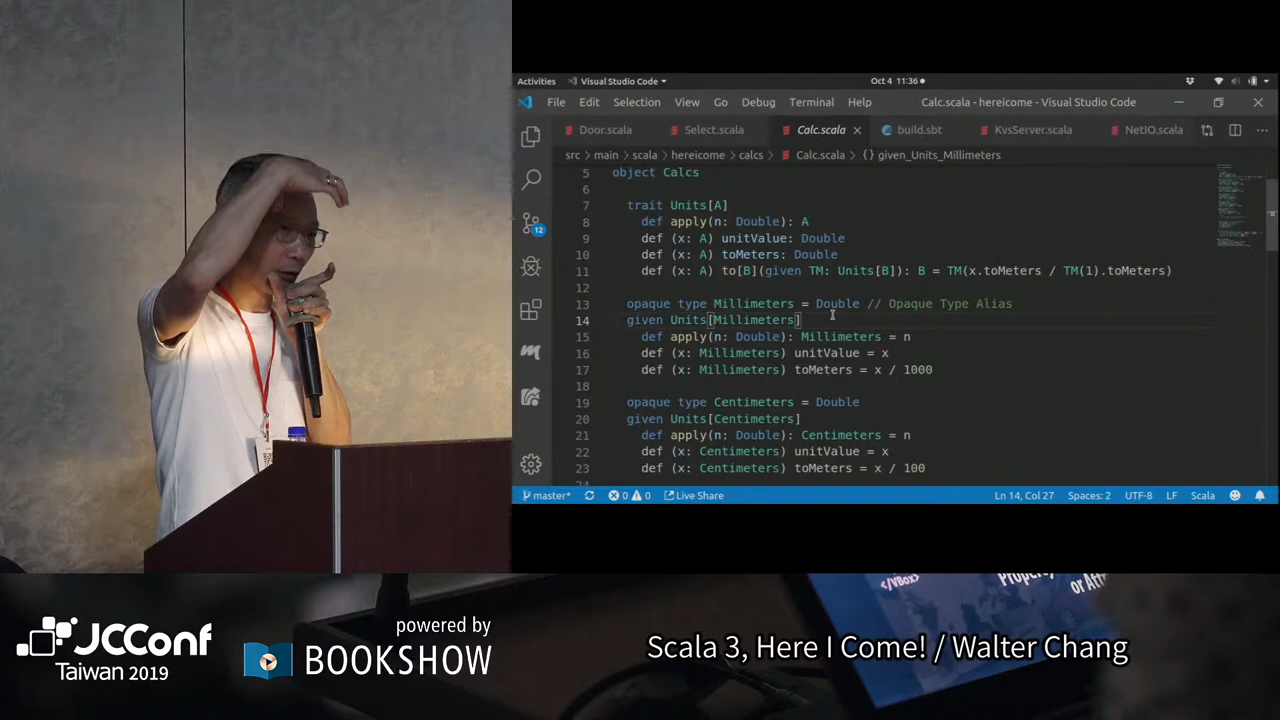 Activities
Visual Studio Code
Oct 4 11:36
File Edit Selection View Go Debug Terminal Help
Calc.scala - hereicome - Visual Studio Code
Door.scala
Select.scala
Calc.scala
build.sbt
KvsServer.scala
NetIO.scala
src > main > scala > hereicome > calcs > Calc.scala > {} given_Units_Millimeters
5 object Calcs
6
7 trait Units[A]
8 def apply(n: Double): A
9 def (x: A) unitValue: Double
10 def (x: A) toMeters: Double
11 def (x: A) to[B](given TM: Units[B]): B = TM(x.toMeters / TM(1).toMeters)
12
13 opaque type Millimeters = Double // Opaque Type Alias
14 given Units[Millimeters]
15 def apply(n: Double): Millimeters = n
16 def (x: Millimeters) unitValue = x
17 def (x: Millimeters) toMeters = x / 1000
18
19 opaque type Centimeters = Double
20 given Units[Centimeters]
21 def apply(n: Double): Centimeters = n
22 def (x: Centimeters) unitValue = x
23 def (x: Centimeters) toMeters = x / 100
12
master*
0 0
Live Share
Ln 14, Col 27
Spaces: 2
UTF-8
LF
Scala
</VBox>
JCConf
Taiwan 2019
powered by
BOOKSHOW
Scala 3, Here I Come! / Walter Chang